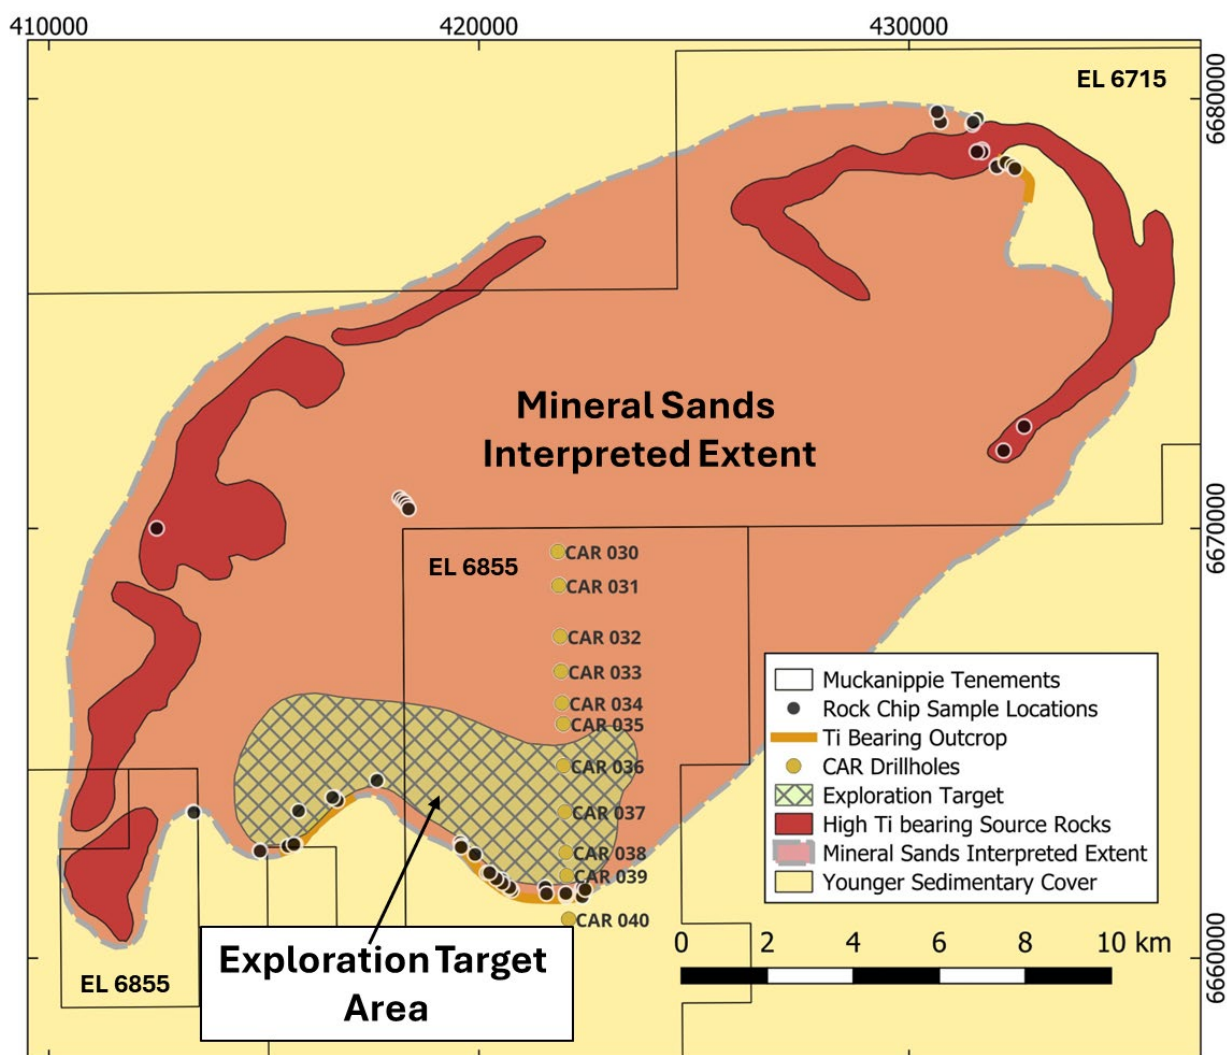 410000
420000
430000
EL 6715
6680000
Mineral Sands
Interpreted Extent
6670000
EL 6855
CAR 030
CAR 031
CAR 032
CAR 033
CAR 034
CAR 035
CAR 036
CAR 037
CAR 038
CAR 039
CAR 040
Muckanippie Tenements
Rock Chip Sample Locations
Ti Bearing Outcrop
CAR Drillholes
Exploration Target
High Ti bearing Source Rocks
Mineral Sands Interpreted Extent
Younger Sedimentary Cover
0 2 4 6 8 10 km
6660000
Exploration Target
Area
EL 6855